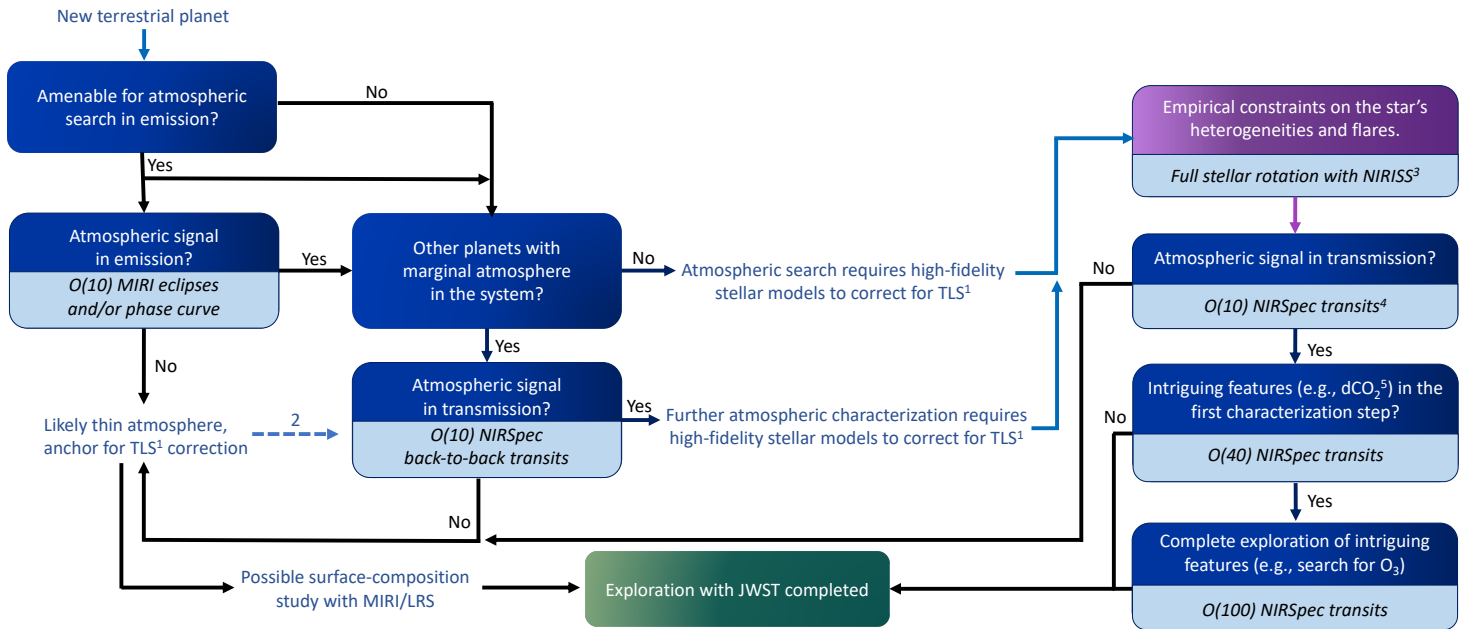 New terrestrial planet
Amenable for atmospheric
search in emission?
No
Yes
Atmospheric signal
in emission?
O(10) MIRI eclipses
and/or phase curve
Yes
No
Other planets with
marginal atmosphere
in the system?
No
Yes
Atmospheric search requires high-fidelity
stellar models to correct for TLS¹
Likely thin atmosphere,
anchor for TLS¹ correction
2
Atmospheric signal
in transmission?
O(10) NIRSpec
back-to-back transits
Yes
No
Further atmospheric characterization requires
high-fidelity stellar models to correct for TLS¹
Possible surface-composition
study with MIRI/LRS
Exploration with JWST completed
Empirical constraints on the star's
heterogeneities and flares.
Full stellar rotation with NIRISS³
Atmospheric signal in transmission?
O(10) NIRSpec transits⁴
No
Yes
Intriguing features (e.g., dCO₂⁵) in the
first characterization step?
O(40) NIRSpec transits
No
Yes
Complete exploration of intriguing
features (e.g., search for O₃)
O(100) NIRSpec transits